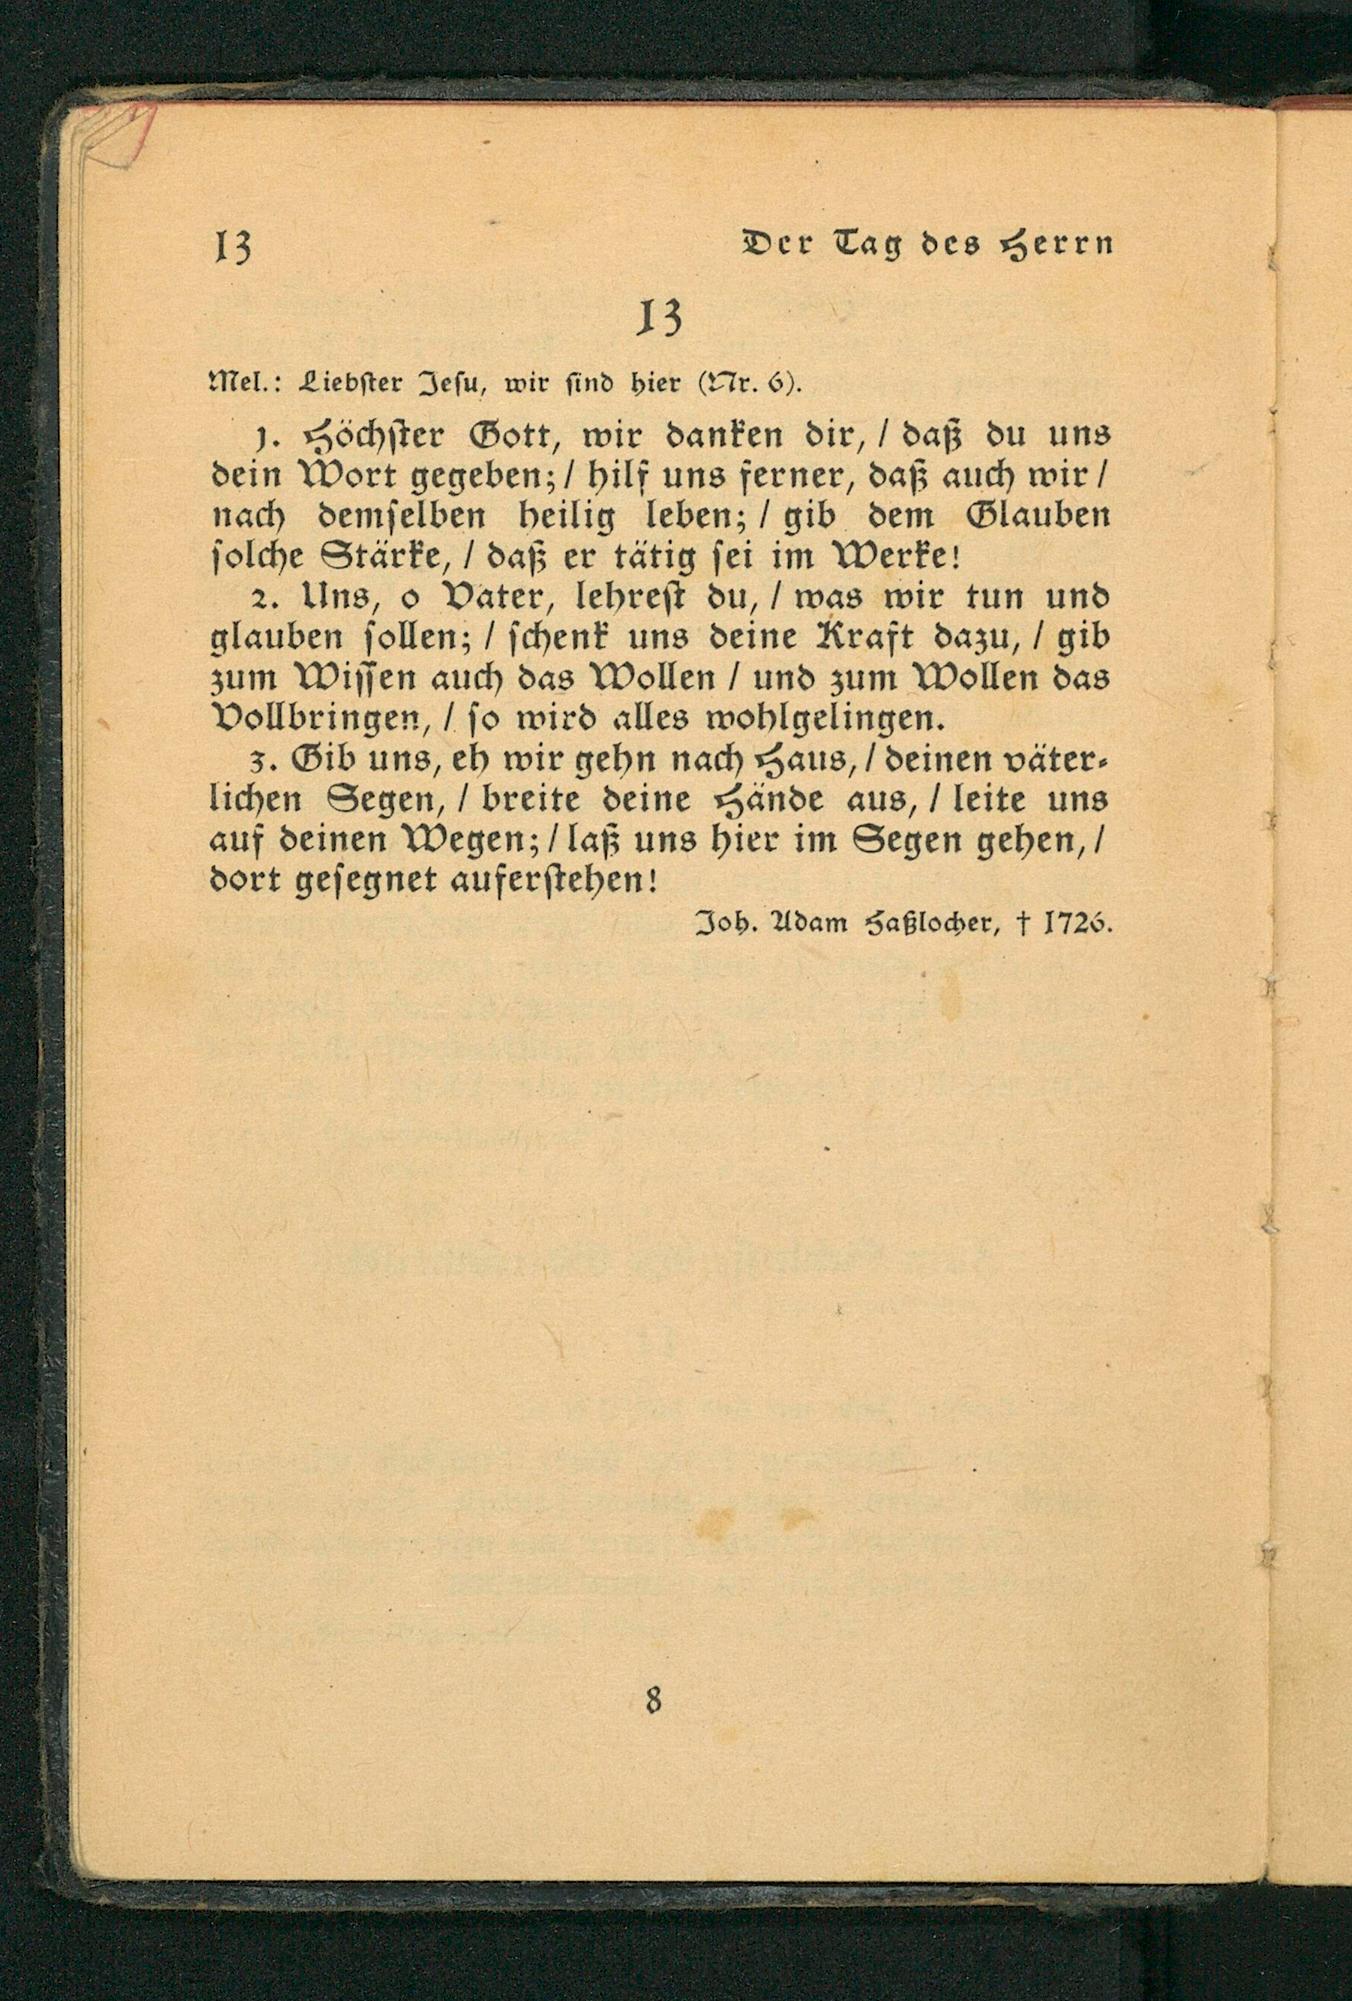 13 Der Tag des Herrn
13
Mel.: Liebster Jesu, wir sind hier (Nr. 6).
1. Höchster Gott, wir danken dir, / daß du uns
dein Wort gegeben; / hilf uns ferner, daß auch wir /
nach demselben heilig leben; / gib dem Glauben
solche Stärke, / daß er tätig sei im Werke!
2. Uns, o Vater, lehrest du, / was wir tun und
glauben sollen; / schenk uns deine Kraft dazu, / gib
zum Wissen auch das Wollen / und zum Wollen das
Vollbringen, / so wird alles wohlgelingen.
3. Gib uns, eh wir gehn nach Haus, / deinen väter-
lichen Segen, / breite deine Hände aus, / leite uns
auf deinen Wegen; / laß uns hier im Segen gehen, /
dort gesegnet auferstehen!
Joh. Adam Haßlocher, † 1726.
8